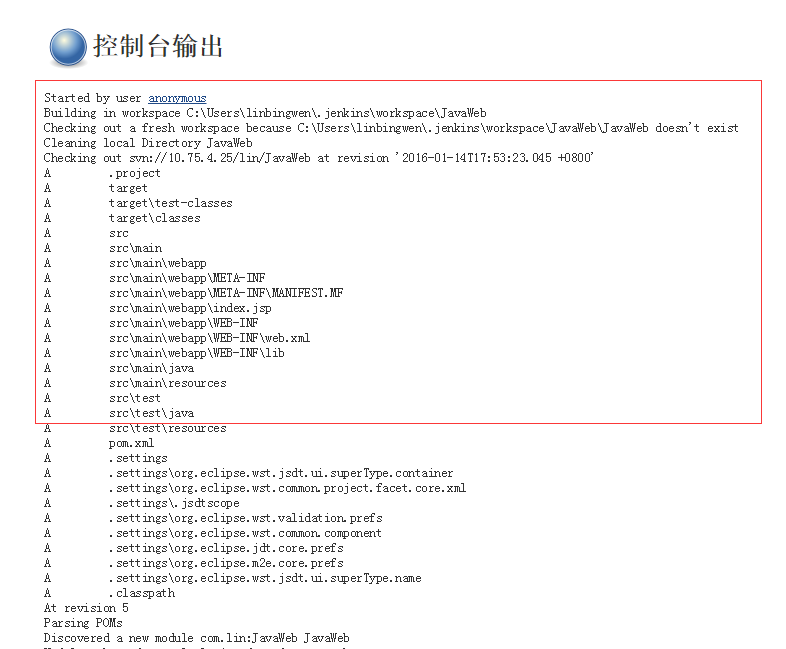 控制台输出
Started by user anonymous
Building in workspace C:\Users\linbingwen\.jenkins\workspace\JavaWeb
Checking out a fresh workspace because C:\Users\linbingwen\.jenkins\workspace\JavaWeb\JavaWeb doesn't exist
Cleaning local Directory JavaWeb
Checking out svn://10.75.4.25/lin/JavaWeb at revision '2016-01-14T17:53:23.045 +0800'
A .project
A target
A target\test-classes
A target\classes
A src
A src\main
A src\main\webapp
A src\main\webapp\META-INF
A src\main\webapp\META-INF\MANIFEST.MF
A src\main\webapp\index.jsp
A src\main\webapp\WEB-INF
A src\main\webapp\WEB-INF\web.xml
A src\main\webapp\WEB-INF\lib
A src\main\java
A src\main\resources
A src\test
A src\test\java
A src\test\resources
A pom.xml
A .settings
A .settings\org.eclipse.wst.jsdt.ui.superType.container
A .settings\org.eclipse.wst.common.project.facet.core.xml
A .settings\.jsdtscope
A .settings\org.eclipse.wst.validation.prefs
A .settings\org.eclipse.wst.common.component
A .settings\org.eclipse.jdt.core.prefs
A .settings\org.eclipse.m2e.core.prefs
A .settings\org.eclipse.wst.jsdt.ui.superType.name
A .classpath
At revision 5
Parsing POMs
Discovered a new module com.lin:JavaWeb JavaWeb